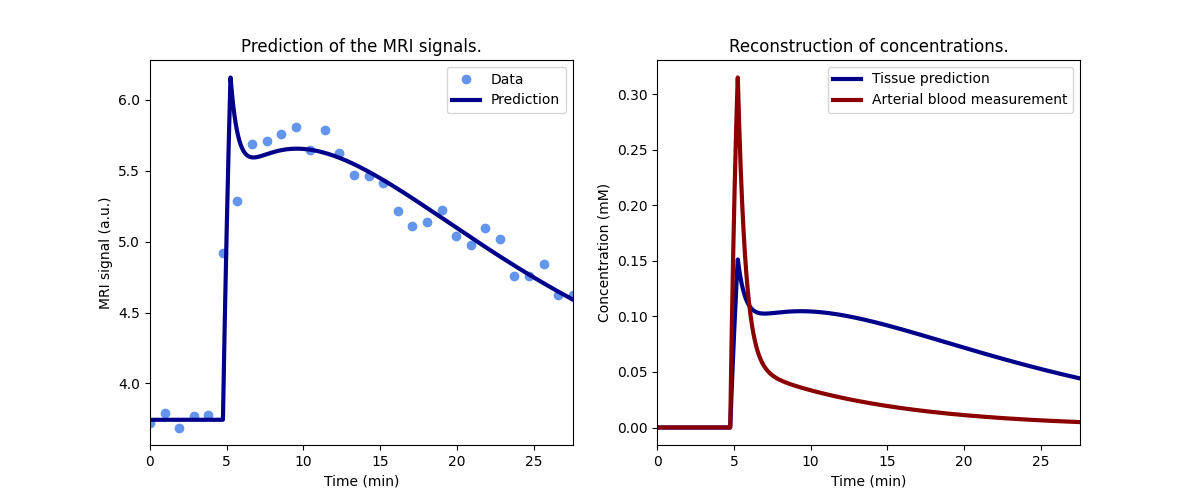 Prediction of the MRI signals.
MRI signal (a.u.)
6.0
5.5
5.0
4.5
4.0
0 5 10 15 20 25
Time (min)
Data
Prediction
Reconstruction of concentrations.
Concentration (mM)
0.30
0.25
0.20
0.15
0.10
0.05
0.00
0 5 10 15 20 25
Time (min)
Tissue prediction
Arterial blood measurement